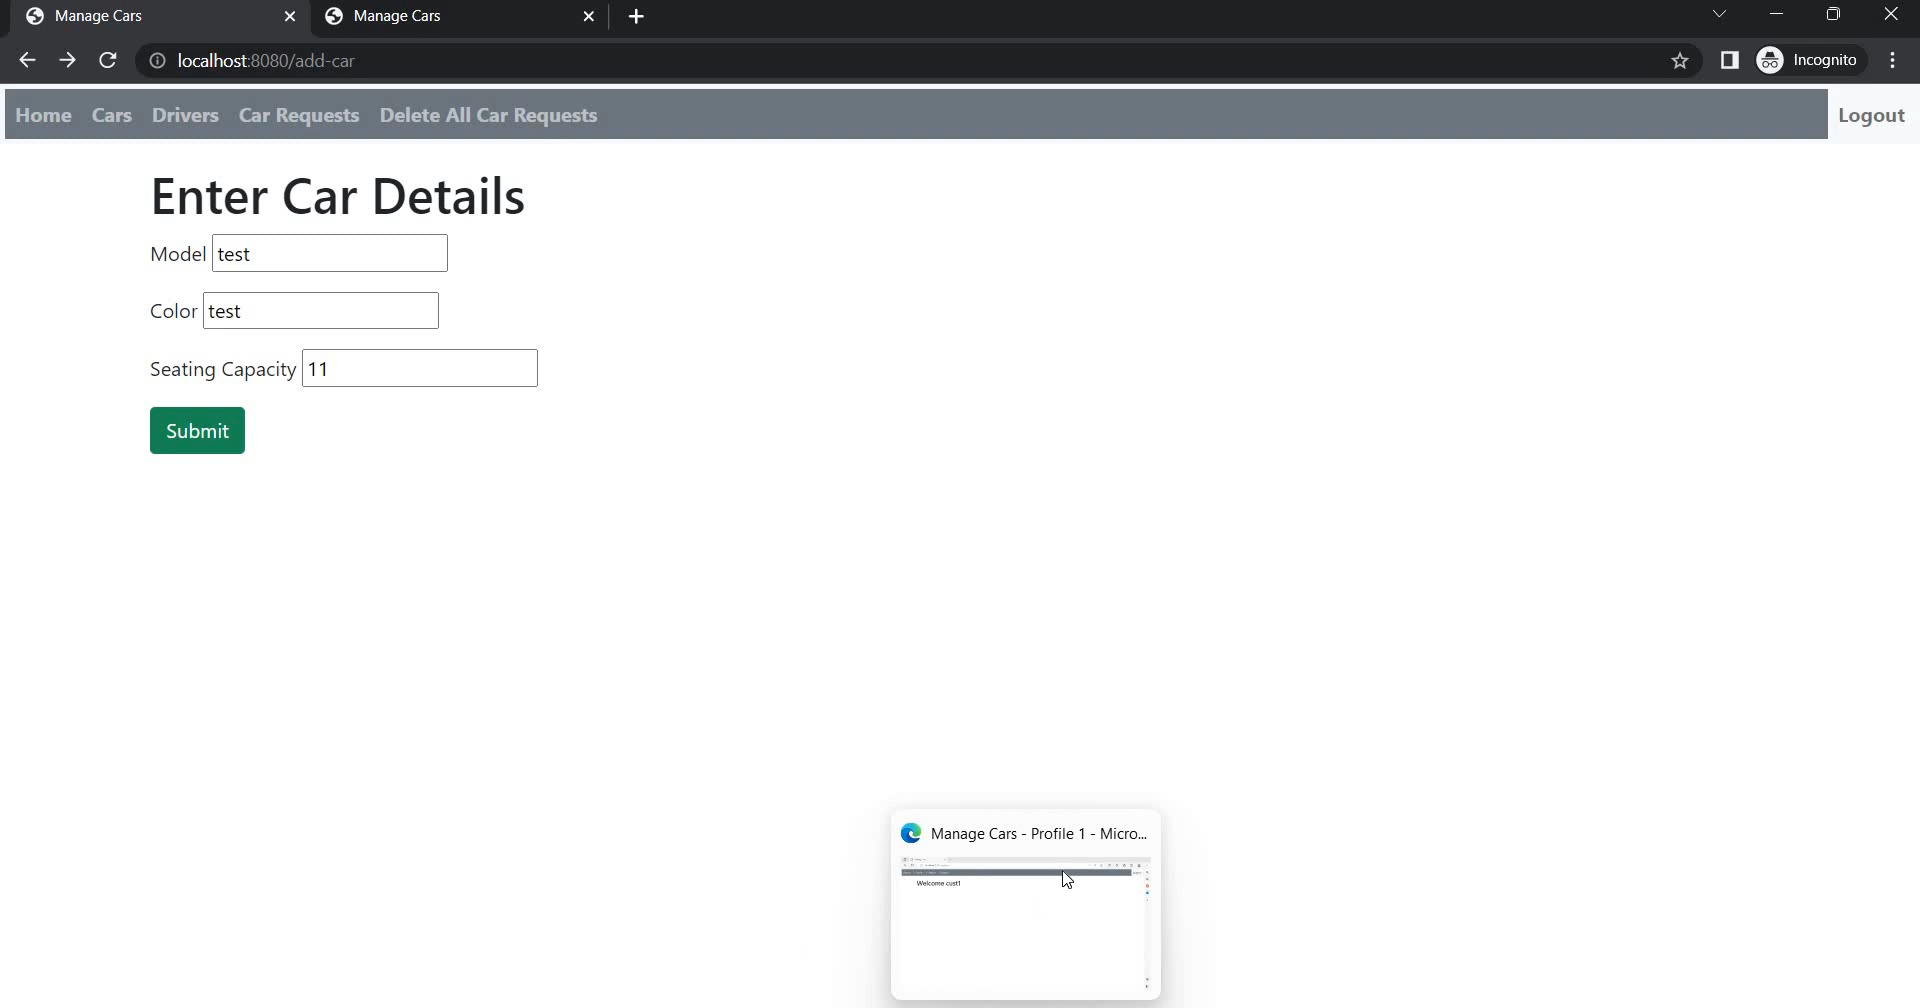 Manage Cars
Manage Cars
localhost:8080/add-car
Incognito
Home Cars Drivers Car Requests Delete All Car Requests Logout
Enter Car Details
Model test
Color test
Seating Capacity 11
Submit
Manage Cars - Profile 1 - Micro...
Welcome cust1